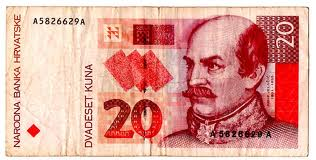 A5826629A
20
NARODNA BANKA HRVATSKE
DVADESET KUNA
20
A5826629A